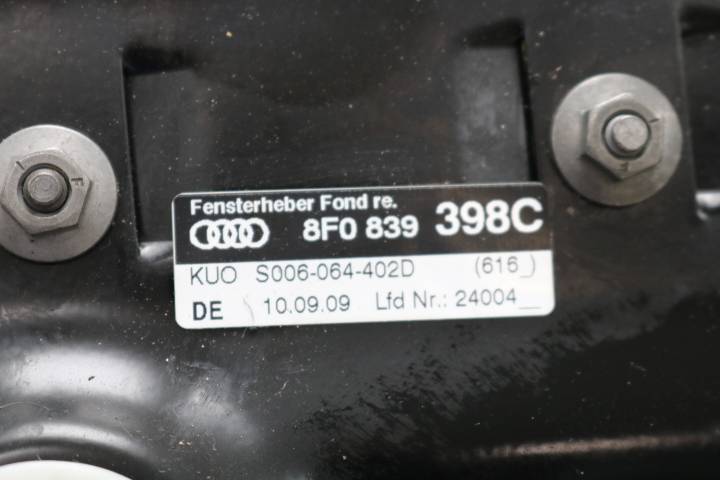 Fensterheber Fond re.
8F0 839 398C
KUO S006-064-402D (616_)
DE 10.09.09 Lfd Nr.: 24004__